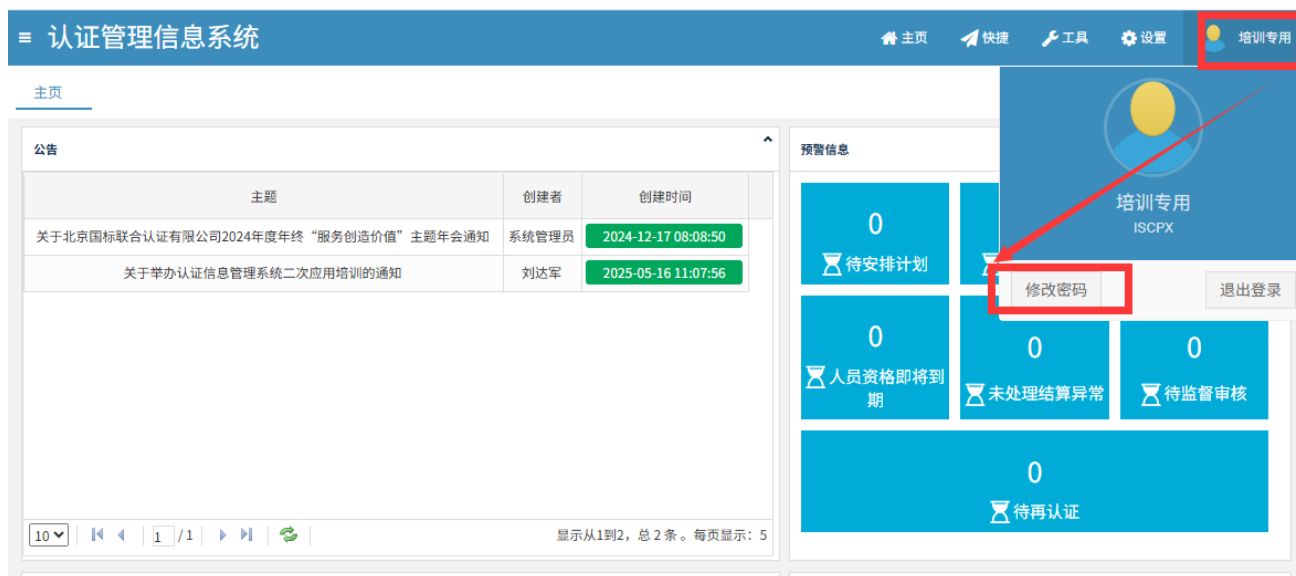 认证管理信息系统 主页 快捷 工具 设置 培训专用
主页
公告
主题 创建者 创建时间
关于北京国标联合认证有限公司2024年度年终“服务创造价值”主题年会通知 系统管理员 2024-12-17 08:08:50
关于举办认证信息管理系统二次应用培训的通知 刘达军 2025-05-16 11:07:56
10 1 /1 显示从1到2，总 2 条 。每页显示：5
预警信息
0
待安排计划
0
人员资格即将到
期
0
未处理结算异常
0
待监督审核
0
待再认证
培训专用
ISCPX
修改密码 退出登录